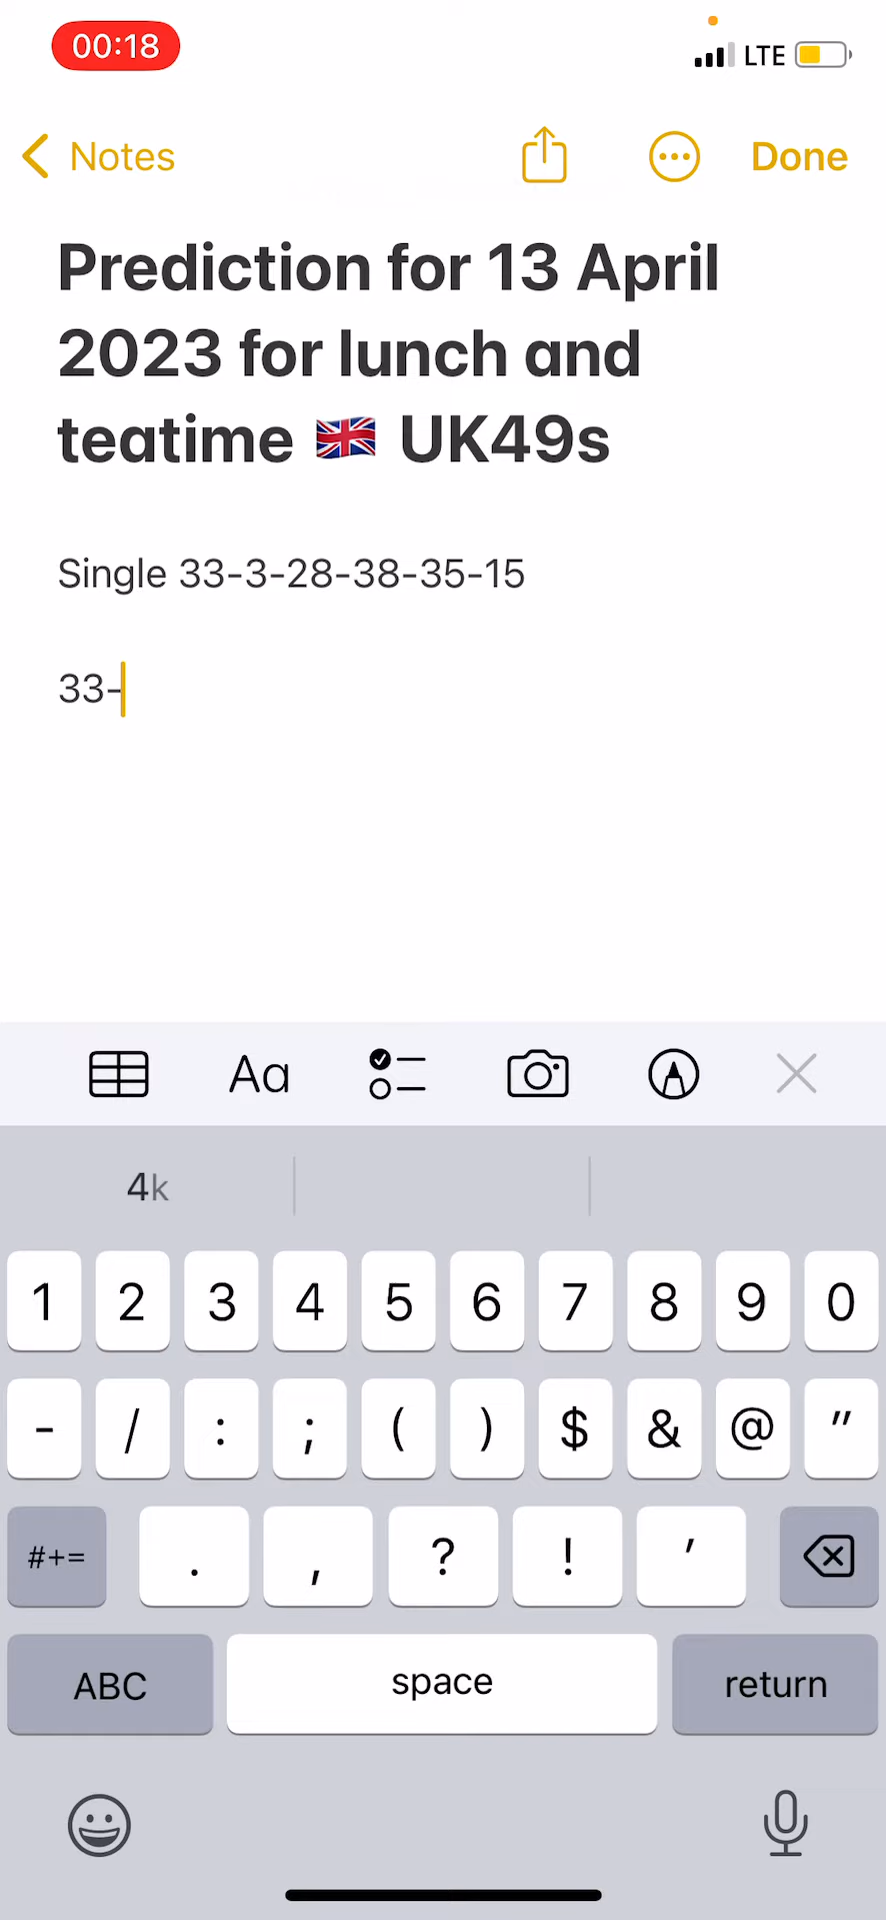 00:18
LTE
Notes
Done
Prediction for 13 April
2023 for lunch and
teatime 🇬🇧 UK49s
Single 33-3-28-38-35-15
33-
Aa
4k
1 2 3 4 5 6 7 8 9 0
- / : ; ( ) $ & @ "
#+= . , ? ! '
ABC space return